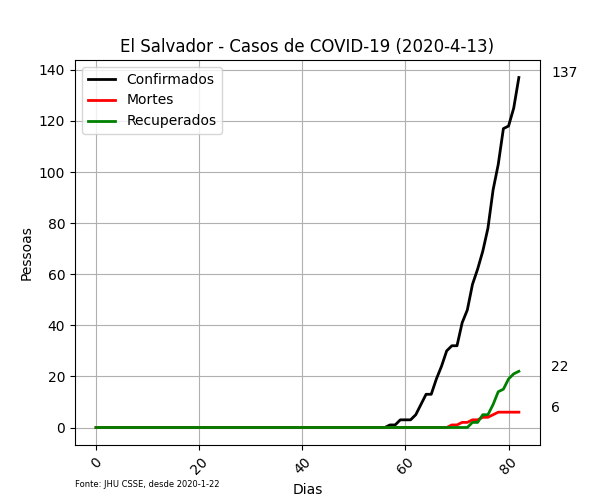 El Salvador - Casos de COVID-19 (2020-4-13)
Confirmados
Mortes
Recuperados
140
120
100
80
60
40
20
0
Pessoas
137
22
6
0
20
40
60
80
Dias
Fonte: JHU CSSE, desde 2020-1-22